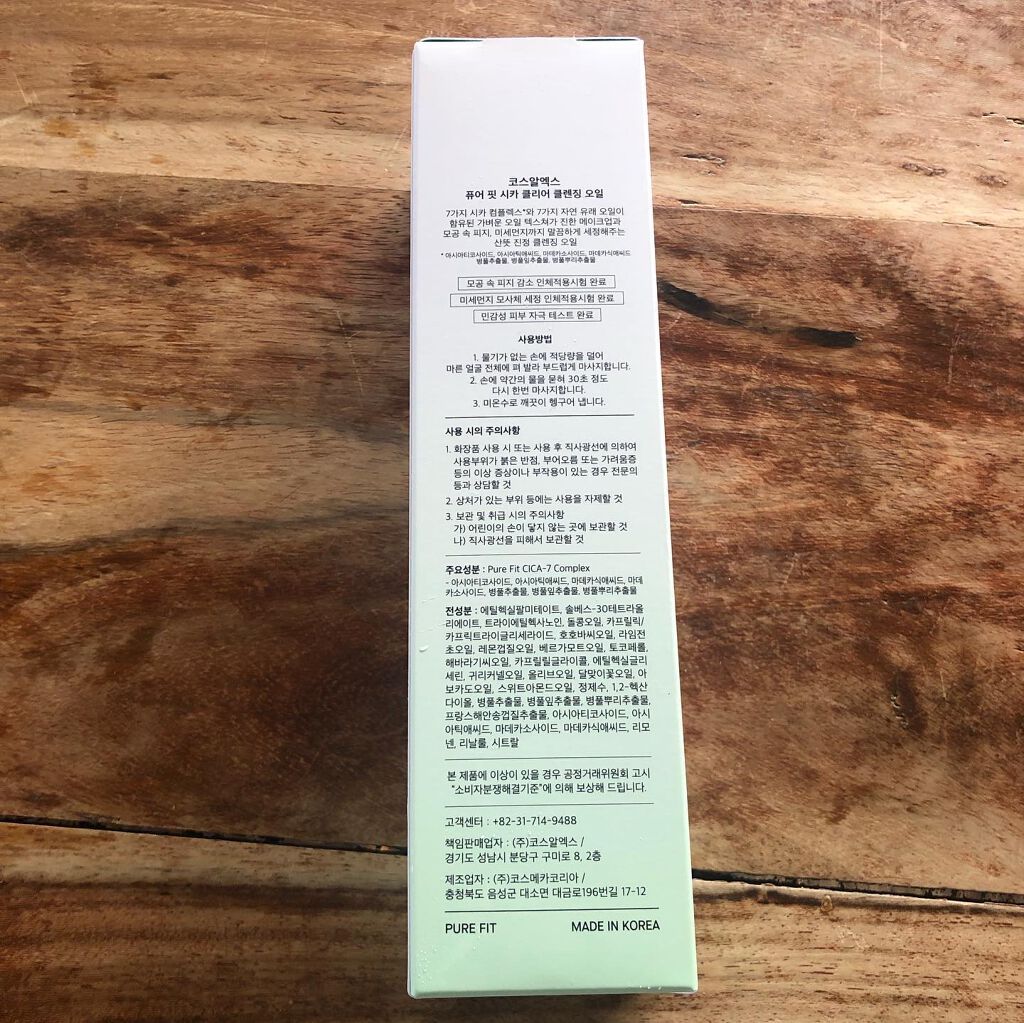 코스알엑스
퓨어 핏 시카 클리어 클렌징 오일
7가지 시카 컴플렉스*와 7가지 자연 유래 오일이
함유된 가벼운 오일 텍스쳐가 진한 메이크업과
모공 속 피지, 미세먼지까지 말끔하게 세정해주는
산뜻 진정 클렌징 오일
* 아시아티코사이드, 아시아틱애씨드, 마데카소사이드, 마데카식애씨드
병풀추출물, 병풀잎추출물, 병풀뿌리추출물
모공 속 피지 감소 인체적용시험 완료
미세먼지 모사체 세정 인체적용시험 완료
민감성 피부 자극 테스트 완료
사용방법
1. 물기가 없는 손에 적당량을 덜어
마른 얼굴 전체에 펴 발라 부드럽게 마사지합니다.
2. 손에 약간의 물을 묻혀 30초 정도
다시 한번 마사지합니다.
3. 미온수로 깨끗이 헹구어 냅니다.
사용 시의 주의사항
1. 화장품 사용 시 또는 사용 후 직사광선에 의하여
사용부위가 붉은 반점, 부어오름 또는 가려움증
등의 이상 증상이나 부작용이 있는 경우 전문의
등과 상담할 것
2. 상처가 있는 부위 등에는 사용을 자제할 것
3. 보관 및 취급 시의 주의사항
가) 어린이의 손이 닿지 않는 곳에 보관할 것
나) 직사광선을 피해서 보관할 것
주요성분 : Pure Fit CICA-7 Complex
- 아시아티코사이드, 아시아틱애씨드, 마데카식애씨드, 마데
카소사이드, 병풀추출물, 병풀잎추출물, 병풀뿌리추출물
전성분 : 에틸헥실팔미테이트, 솔베스-30테트라올
리에이트, 트라이에틸헥사노인, 돌콩오일, 카프릴릭/
카프릭트라이글리세라이드, 호호바씨오일, 라임전
초오일, 레몬껍질오일, 베르가모트오일, 토코페롤,
해바라기씨오일, 카프릴릴글라이콜, 에틸헥실글리
세린, 귀리커넬오일, 올리브오일, 달맞이꽃오일, 아
보카도오일, 스위트아몬드오일, 정제수, 1,2-헥산
다이올, 병풀추출물, 병풀잎추출물, 병풀뿌리추출물,
프랑스해안송껍질추출물, 아시아티코사이드, 아시
아틱애씨드, 마데카소사이드, 마데카식애씨드, 리모
넨, 리날룰, 시트랄
본 제품에 이상이 있을 경우 공정거래위원회 고시
"소비자분쟁해결기준"에 의해 보상해 드립니다.
고객센터 : +82-31-714-9488
책임판매업자 : (주)코스알엑스 /
경기도 성남시 분당구 구미로 8, 2층
제조업자 : (주)코스메카코리아 /
충청북도 음성군 대소면 대금로196번길 17-12
PURE FIT MADE IN KOREA